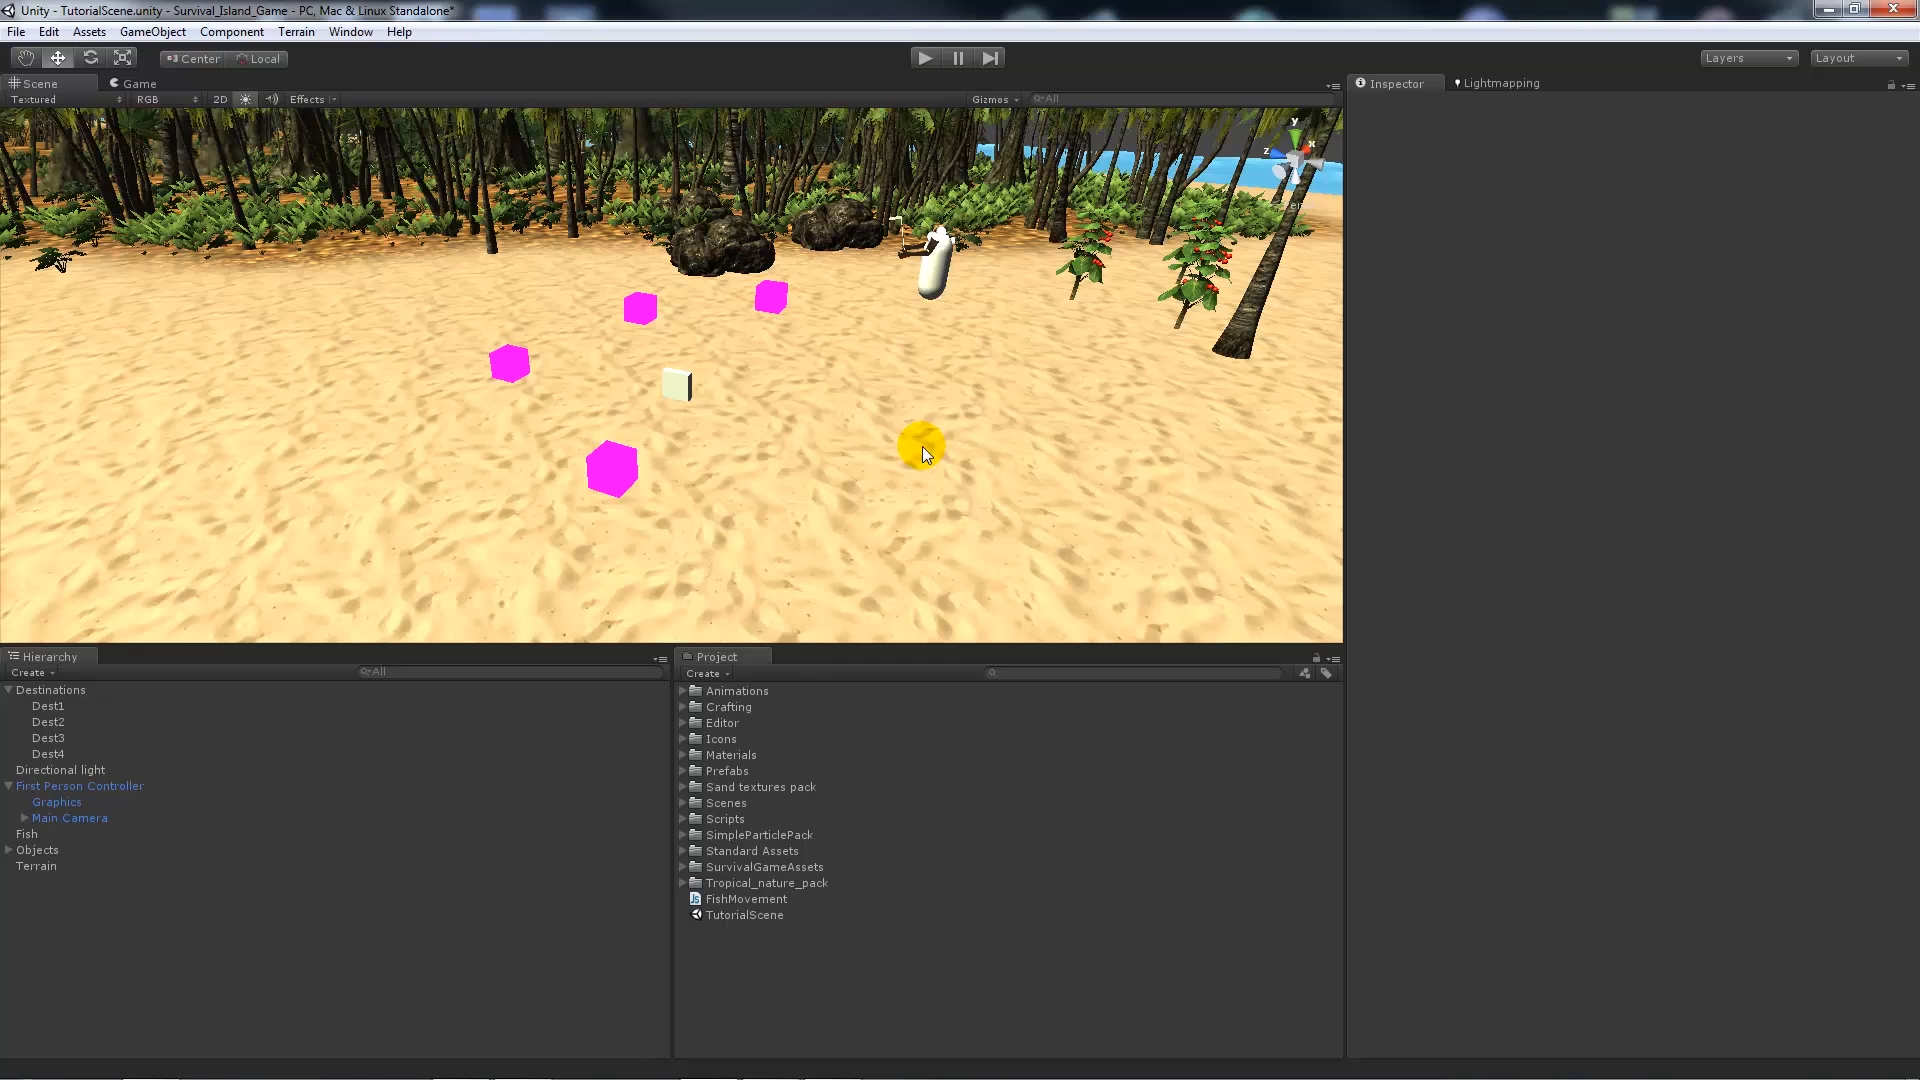 Unity - TutorialScene.unity - Survival_Island_Game - PC, Mac & Linux Standalone*
File Edit Assets GameObject Component Terrain Window Help
Center Local Layers Layout
Scene Game Inspector Lightmapping
Textured RGB 2D Effects Gizmos All
y
x
z
Hierarchy
Create All
Destinations
Dest1
Dest2
Dest3
Dest4
Directional light
First Person Controller
Graphics
Main Camera
Fish
Objects
Terrain
Project
Create
Animations
Crafting
Editor
Icons
Materials
Prefabs
Sand textures pack
Scenes
Scripts
SimpleParticlePack
Standard Assets
SurvivalGameAssets
Tropical_nature_pack
JS FishMovement
TutorialScene